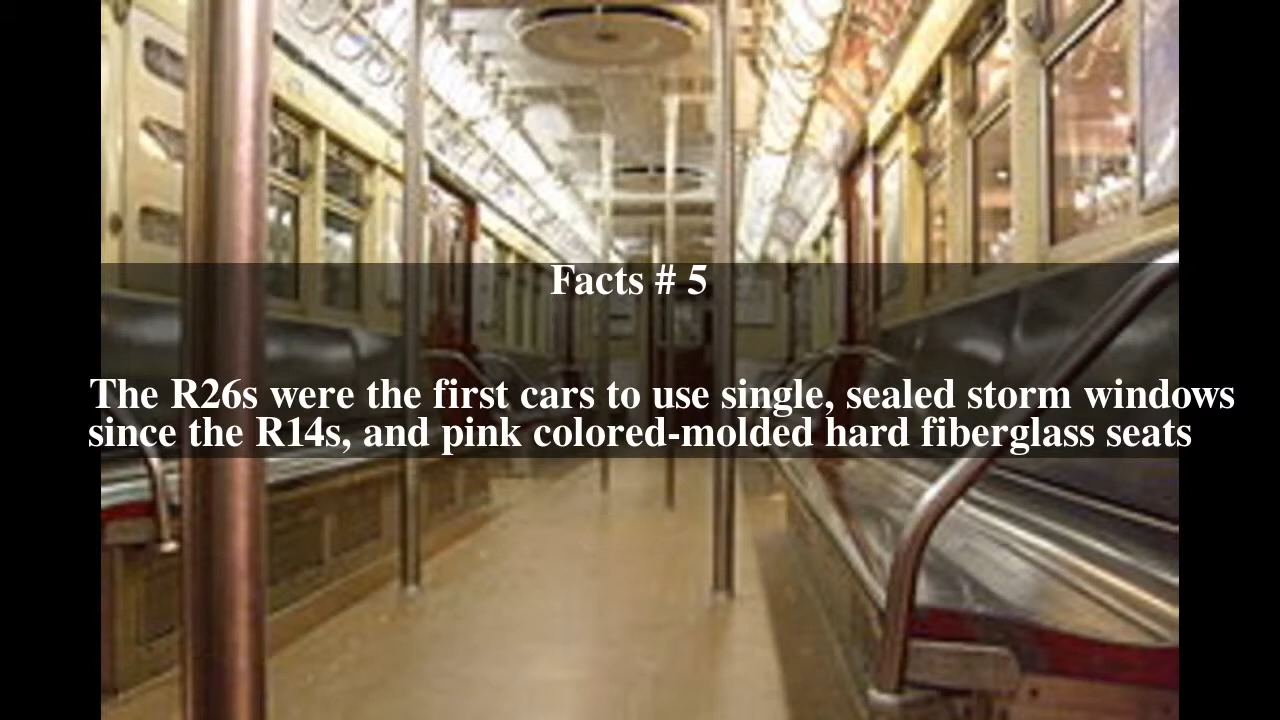 Facts # 5
The R26s were the first cars to use single, sealed storm windows
since the R14s, and pink colored-molded hard fiberglass seats